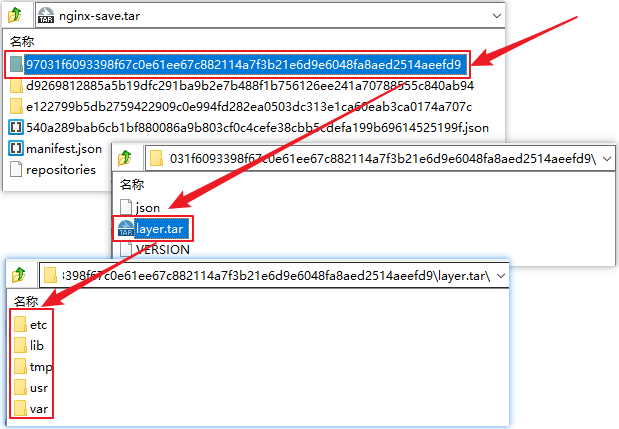 nginx-save.tar
名称
97031f6093398f67c0e61ee67c882114a7f3b21e6d9e6048fa8aed2514aeefd9
d9269812885a5b19dfc291ba9b2e7b488f1b756126ee241a70788555c840ab94
e122799b5db2759422909c0e994fd282ea0503dc313e1ca60eab3ca0174a707c
540a289bab6cb1bf880086a9b803cf0c4cefe38cbb5cdefa199b69614525199f.json
manifest.json
repositories
031f6093398f67c0e61ee67c882114a7f3b21e6d9e6048fa8aed2514aeefd9\
名称
json
layer.tar
VERSION
3398f67c0e61ee67c882114a7f3b21e6d9e6048fa8aed2514aeefd9\layer.tar\
名称
etc
lib
tmp
usr
var